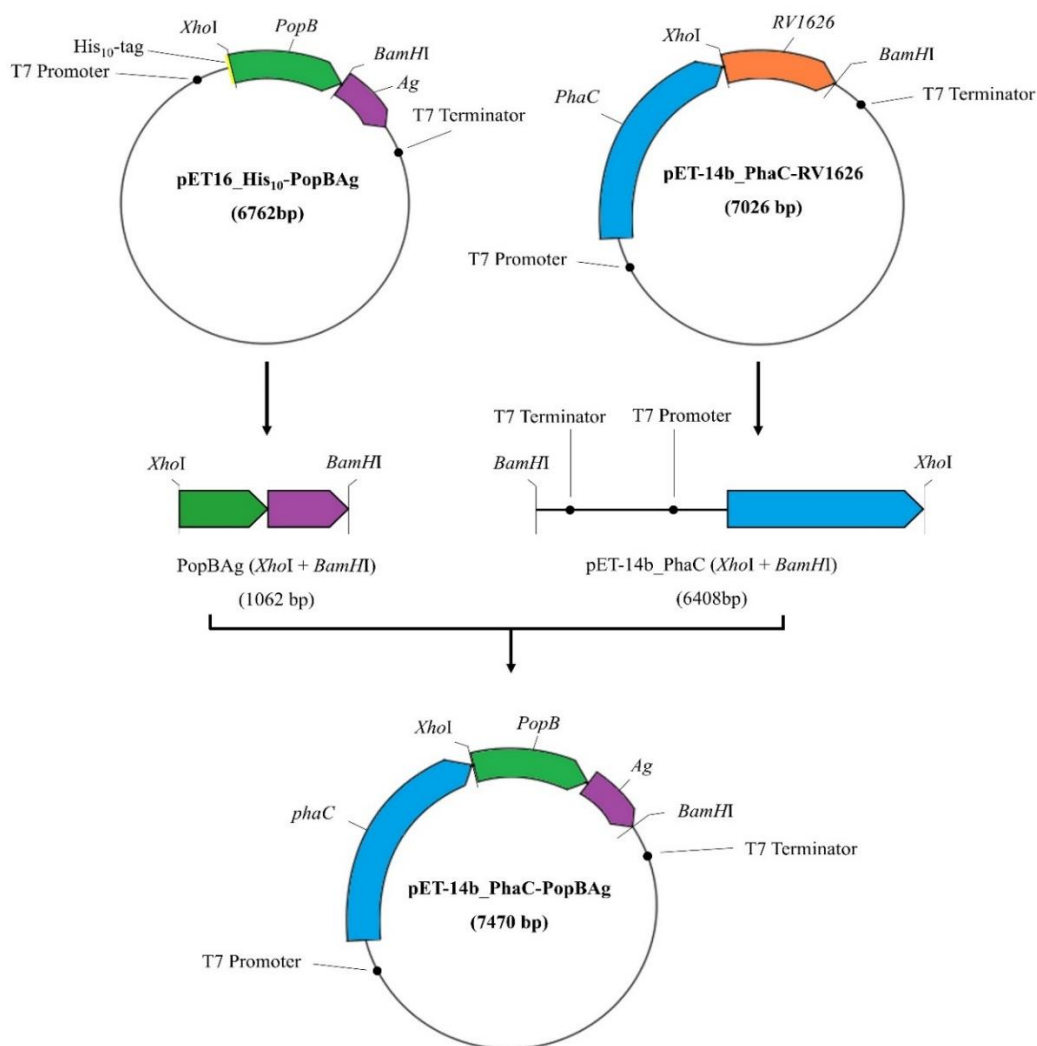 XhoI
PopB
His10-tag
BamHI
T7 Promoter
Ag
T7 Terminator
pET16_His10-PopBAg
(6762bp)
RV1626
XhoI
BamHI
PhaC
T7 Terminator
pET-14b_PhaC-RV1626
(7026 bp)
T7 Promoter
XhoI
BamHI
PopBAg (XhoI + BamHI)
(1062 bp)
T7 Terminator
T7 Promoter
BamHI
XhoI
pET-14b_PhaC (XhoI + BamHI)
(6408bp)
XhoI
PopB
Ag
phaC
BamHI
T7 Terminator
pET-14b_PhaC-PopBAg
(7470 bp)
T7 Promoter